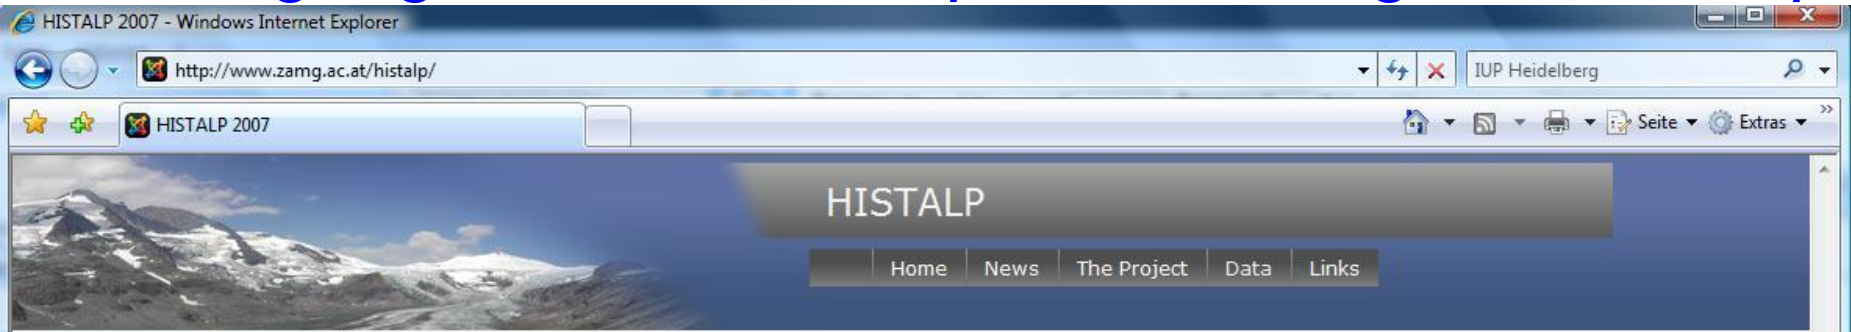 HISTALP 2007 - Windows Internet Explorer
http://www.zamg.ac.at/histalp/
IUP Heidelberg
HISTALP 2007
Seite
Extras
HISTALP
Home News The Project Data Links